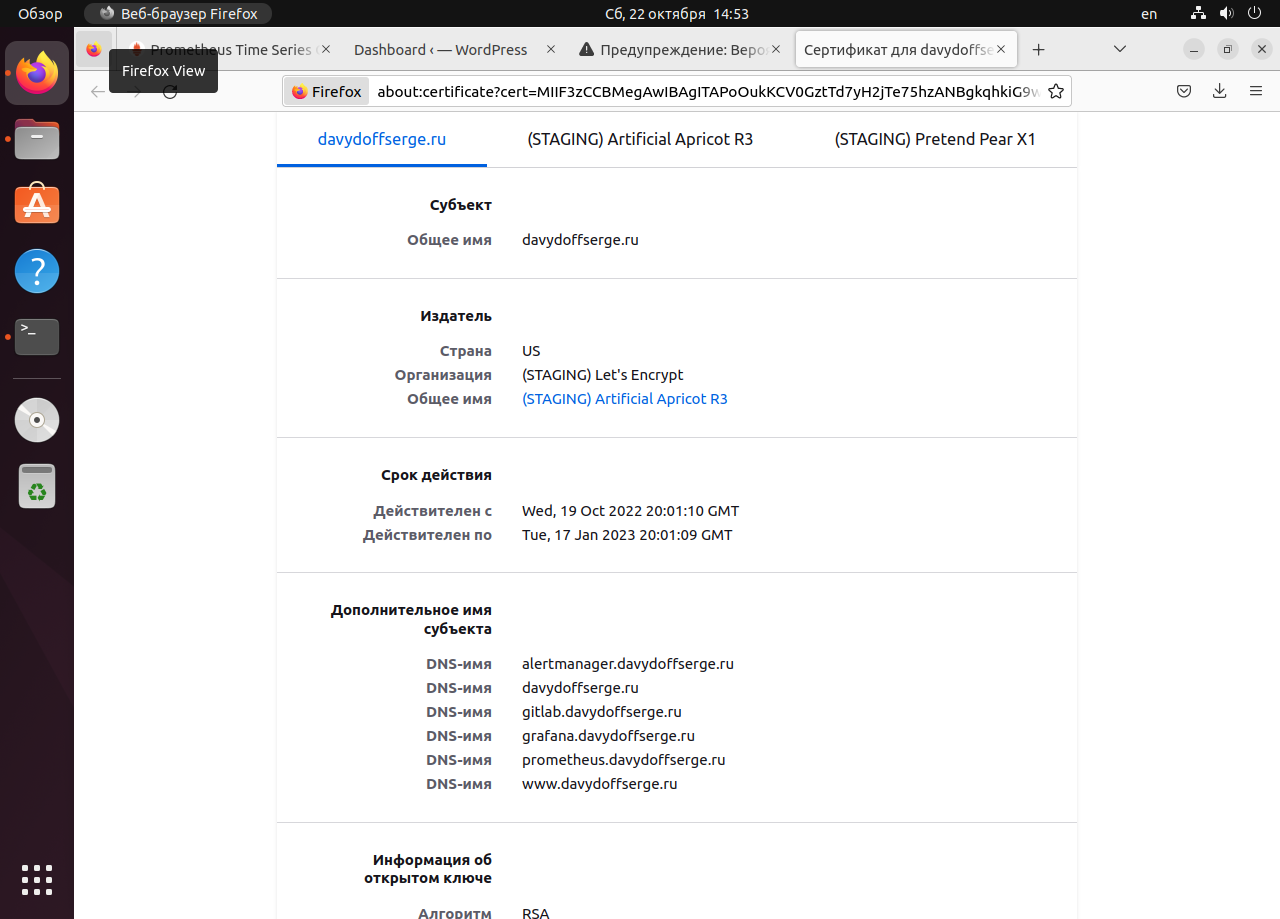 Обзор
Веб-браузер Firefox
Сб, 22 октября 14:53
en
Prometheus Time Series
Dashboard ‹ — WordPress
Предупреждение: Веро
Сертификат для davydoffse
Firefox View
Firefox
about:certificate?cert=MIIF3zCCBMegAwIBAgITAPoOukKCV0GztTd7yH2jTe75hzANBgkqhkiG9w
davydoffserge.ru
(STAGING) Artificial Apricot R3
(STAGING) Pretend Pear X1
Субъект
Общее имя davydoffserge.ru
Издатель
Страна US
Организация (STAGING) Let's Encrypt
Общее имя (STAGING) Artificial Apricot R3
Срок действия
Действителен с Wed, 19 Oct 2022 20:01:10 GMT
Действителен по Tue, 17 Jan 2023 20:01:09 GMT
Дополнительное имя
субъекта
DNS-имя alertmanager.davydoffserge.ru
DNS-имя davydoffserge.ru
DNS-имя gitlab.davydoffserge.ru
DNS-имя grafana.davydoffserge.ru
DNS-имя prometheus.davydoffserge.ru
DNS-имя www.davydoffserge.ru
Информация об
открытом ключе
Алгоритм RSA